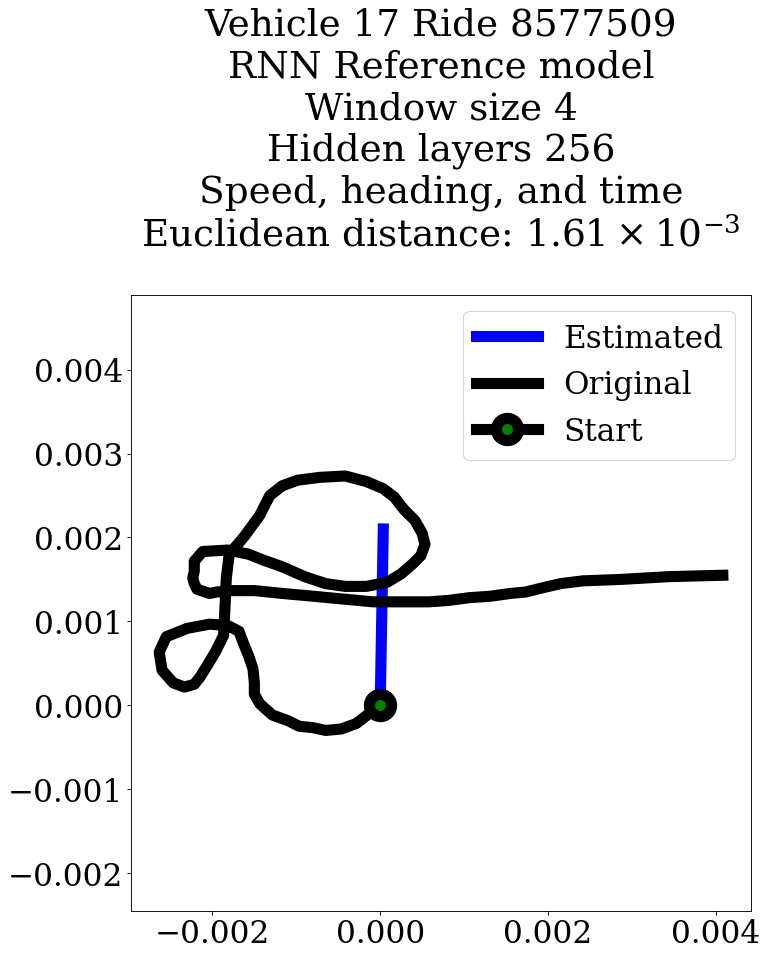 Vehicle 17 Ride 8577509
RNN Reference model
Window size 4
Hidden layers 256
Speed, heading, and time
Euclidean distance: 1.61 × 10⁻³
Estimated
Original
Start
0.004
0.003
0.002
0.001
0.000
−0.001
−0.002
−0.002
0.000
0.002
0.004